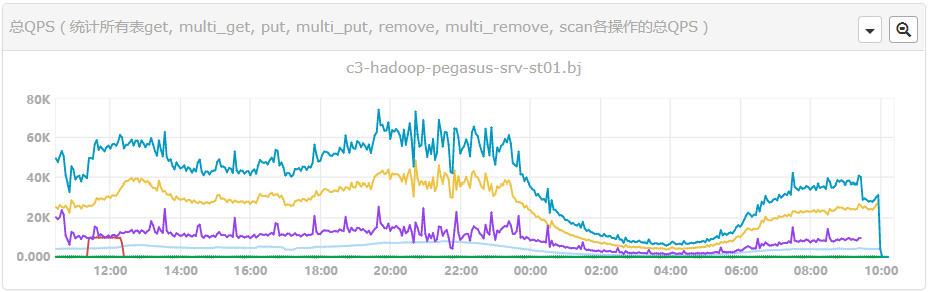 总QPS ( 统计所有表get, multi_get, put, multi_put, remove, multi_remove, scan各操作的总QPS )
c3-hadoop-pegasus-srv-st01.bj
80K
60K
40K
20K
0.000
12:00 14:00 16:00 18:00 20:00 22:00 00:00 02:00 04:00 06:00 08:00 10:00